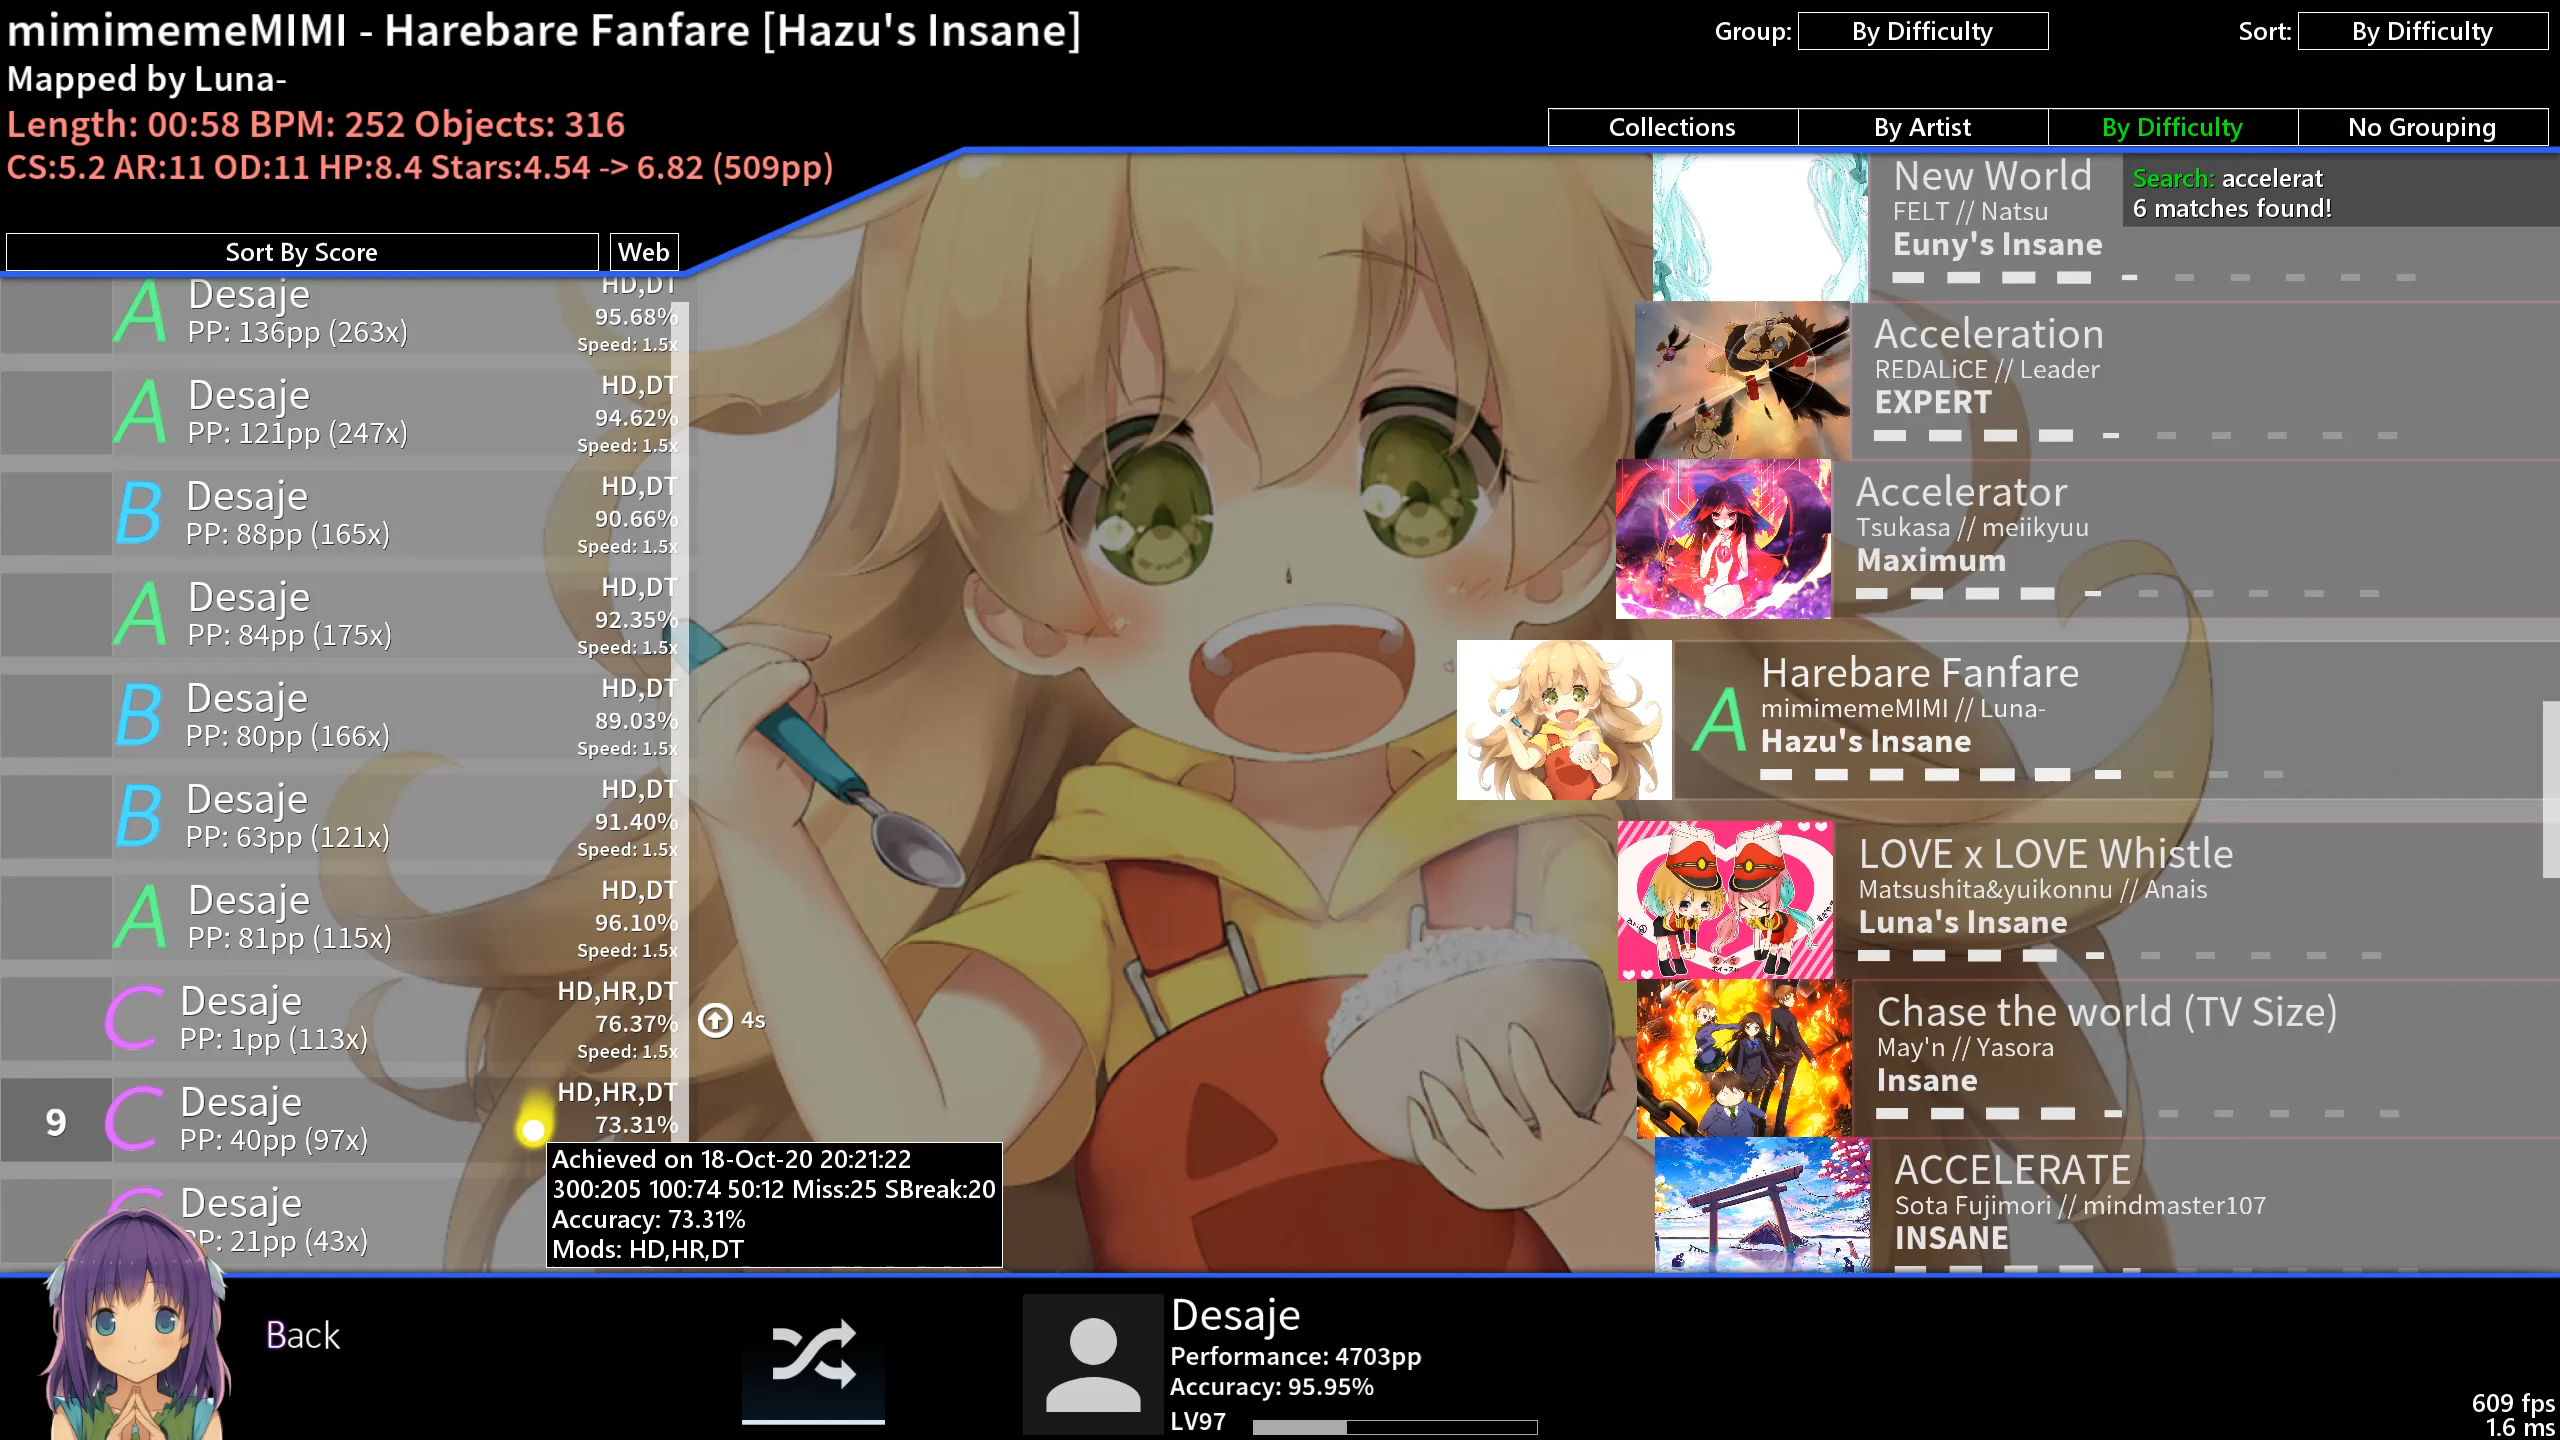 mimimemeMIMI - Harebare Fanfare [Hazu's Insane]
Mapped by Luna-
Length: 00:58 BPM: 252 Objects: 316
CS:5.2 AR:11 OD:11 HP:8.4 Stars:4.54 -> 6.82 (509pp)
Group: By Difficulty
Sort: By Difficulty
Collections
By Artist
By Difficulty
No Grouping
Search: accelerat
6 matches found!
Sort By Score
Web
A
Desaje
PP: 136pp (263x)
HD,DT
95.68%
Speed: 1.5x
A
Desaje
PP: 121pp (247x)
HD,DT
94.62%
Speed: 1.5x
B
Desaje
PP: 88pp (165x)
HD,DT
90.66%
Speed: 1.5x
A
Desaje
PP: 84pp (175x)
HD,DT
92.35%
Speed: 1.5x
B
Desaje
PP: 80pp (166x)
HD,DT
89.03%
Speed: 1.5x
B
Desaje
PP: 63pp (121x)
HD,DT
91.40%
Speed: 1.5x
A
Desaje
PP: 81pp (115x)
HD,DT
96.10%
Speed: 1.5x
C
Desaje
PP: 1pp (113x)
HD,HR,DT
76.37%
Speed: 1.5x
4s
9
C
Desaje
PP: 40pp (97x)
HD,HR,DT
73.31%
Achieved on 18-Oct-20 20:21:22
300:205 100:74 50:12 Miss:25 SBreak:20
Accuracy: 73.31%
Mods: HD,HR,DT
C
Desaje
PP: 21pp (43x)
New World
FELT // Natsu
Euny's Insane
Acceleration
REDALiCE // Leader
EXPERT
Accelerator
Tsukasa // meiikyuu
Maximum
A
Harebare Fanfare
mimimemeMIMI // Luna-
Hazu's Insane
LOVE x LOVE Whistle
Matsushita&yuikonnu // Anais
Luna's Insane
Chase the world (TV Size)
May'n // Yasora
Insane
ACCELERATE
Sota Fujimori // mindmaster107
INSANE
Back
Desaje
Performance: 4703pp
Accuracy: 95.95%
LV97
609 fps
1.6 ms